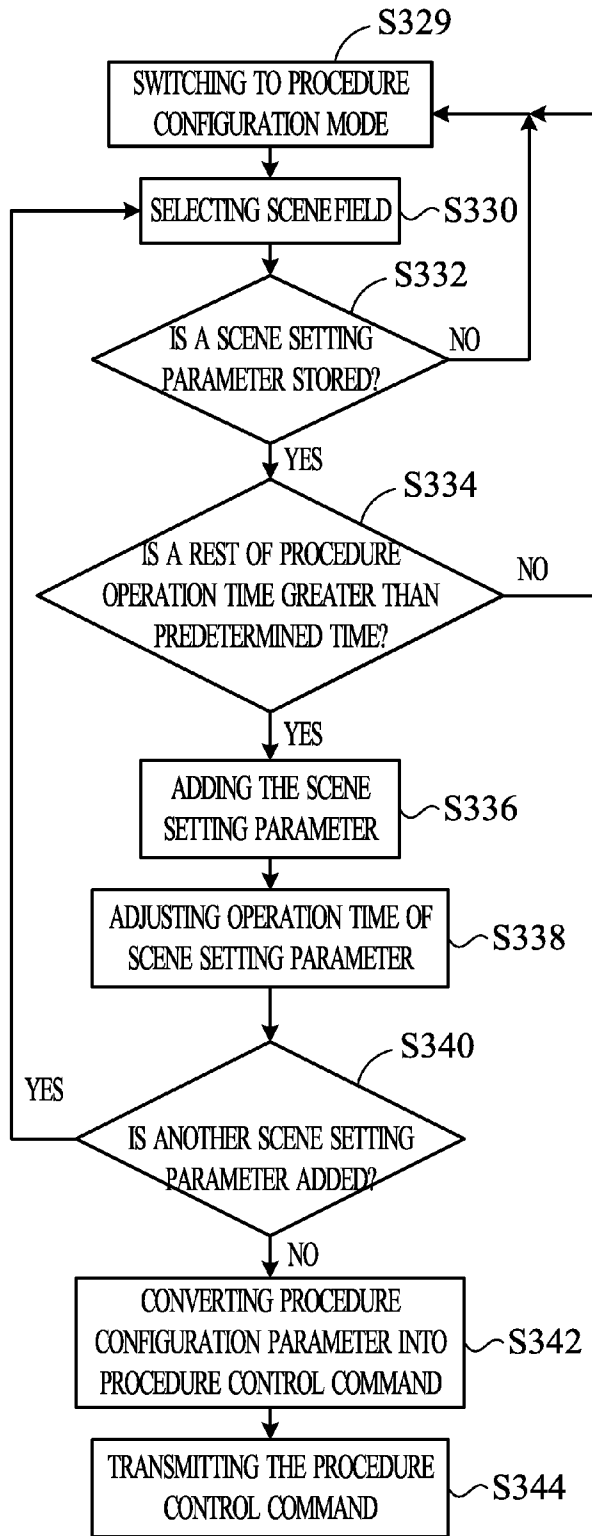 S329
SWITCHING TO PROCEDURE
CONFIGURATION MODE
SELECTING SCENE FIELD
S330
S332
IS A SCENE SETTING
PARAMETER STORED?
NO
YES
S334
IS A REST OF PROCEDURE
OPERATION TIME GREATER THAN
PREDETERMINED TIME?
NO
YES
ADDING THE SCENE
SETTING PARAMETER
S336
ADJUSTING OPERATION TIME OF
SCENE SETTING PARAMETER
S338
S340
YES
IS ANOTHER SCENE SETTING
PARAMETER ADDED?
NO
CONVERTING PROCEDURE
CONFIGURATION PARAMETER INTO
PROCEDURE CONTROL COMMAND
S342
TRANSMITTING THE PROCEDURE
CONTROL COMMAND
S344